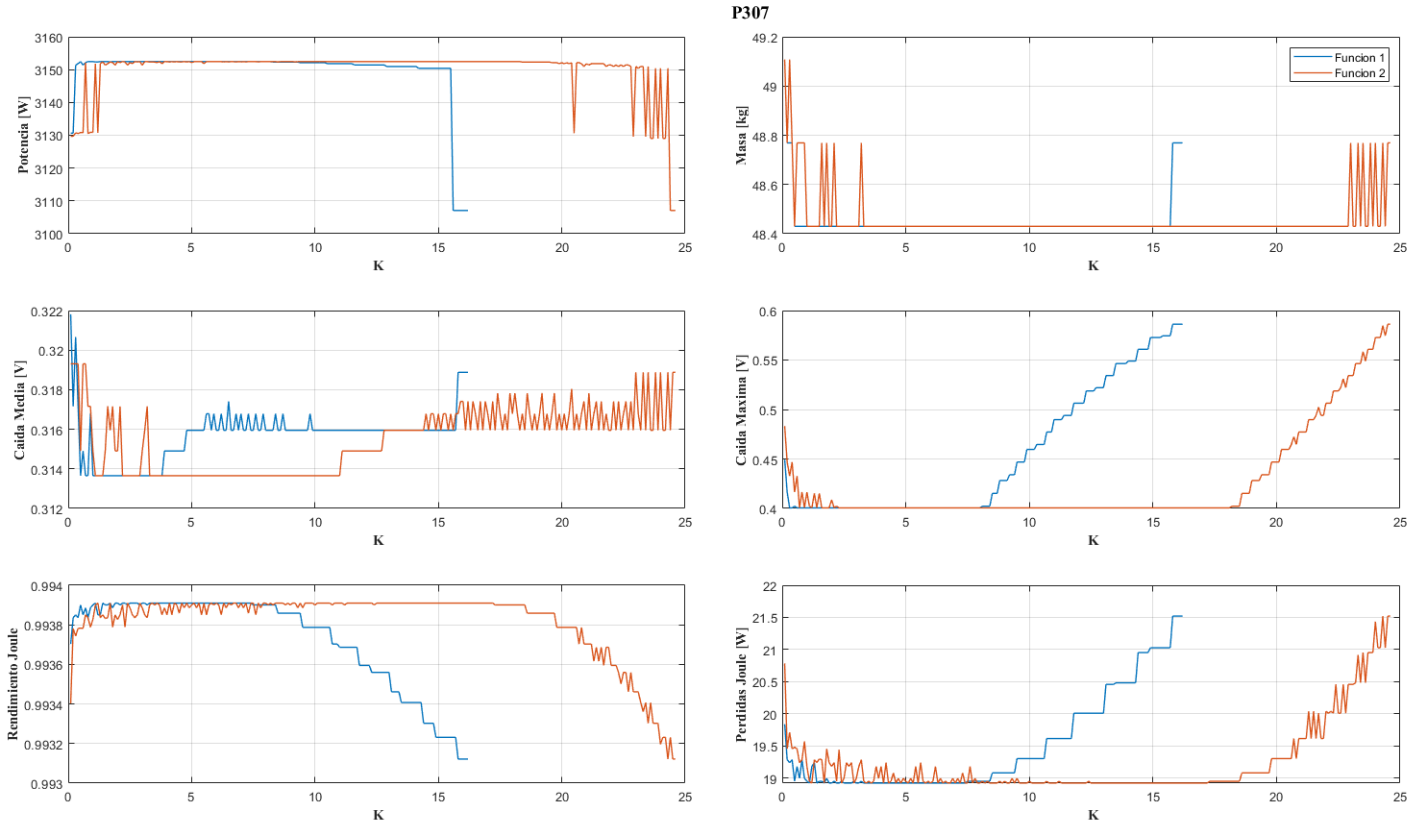 P307
3160
3150
3140
3130
3120
3110
3100
Potencia [W]
0 5 10 15 20 25
K
49.2
49
48.8
48.6
48.4
Masa [kg]
Funcion 1
Funcion 2
0 5 10 15 20 25
K
0.322
0.32
0.318
0.316
0.314
0.312
Caida Media [V]
0 5 10 15 20 25
K
0.6
0.55
0.5
0.45
0.4
Caida Maxima [V]
0 5 10 15 20 25
K
0.994
0.9938
0.9936
0.9934
0.9932
0.993
Rendimiento Joule
0 5 10 15 20 25
K
22
21.5
21
20.5
20
19.5
19
Perdidas Joule [W]
0 5 10 15 20 25
K